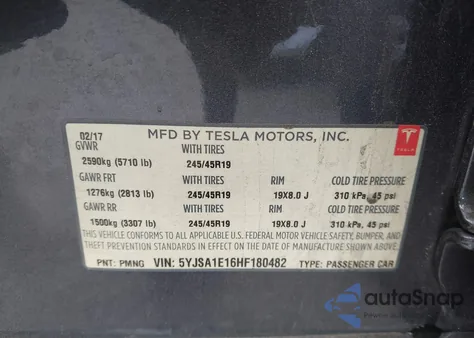 02/17 MFD BY TESLA MOTORS, INC.
GVWR WITH TIRES
2590kg (5710 lb) 245/45R19
TESLA
GAWR FRT WITH TIRES RIM COLD TIRE PRESSURE
1276kg (2813 lb) 245/45R19 19X8.0 J 310 kPa, 45 psi
GAWR RR WITH TIRES RIM COLD TIRE PRESSURE
1500kg (3307 lb) 245/45R19 19X8.0 J 310 kPa, 45 psi
THIS VEHICLE CONFORMS TO ALL APPLICABLE U.S. FEDERAL MOTOR VEHICLE SAFETY, BUMPER, AND
THEFT PREVENTION STANDARDS IN EFFECT ON THE DATE OF MANUFACTURE SHOWN ABOVE.
PNT: PMNG VIN: 5YJSA1E16HF180482 TYPE: PASSENGER CAR
autoSnap
www.autosnap.com